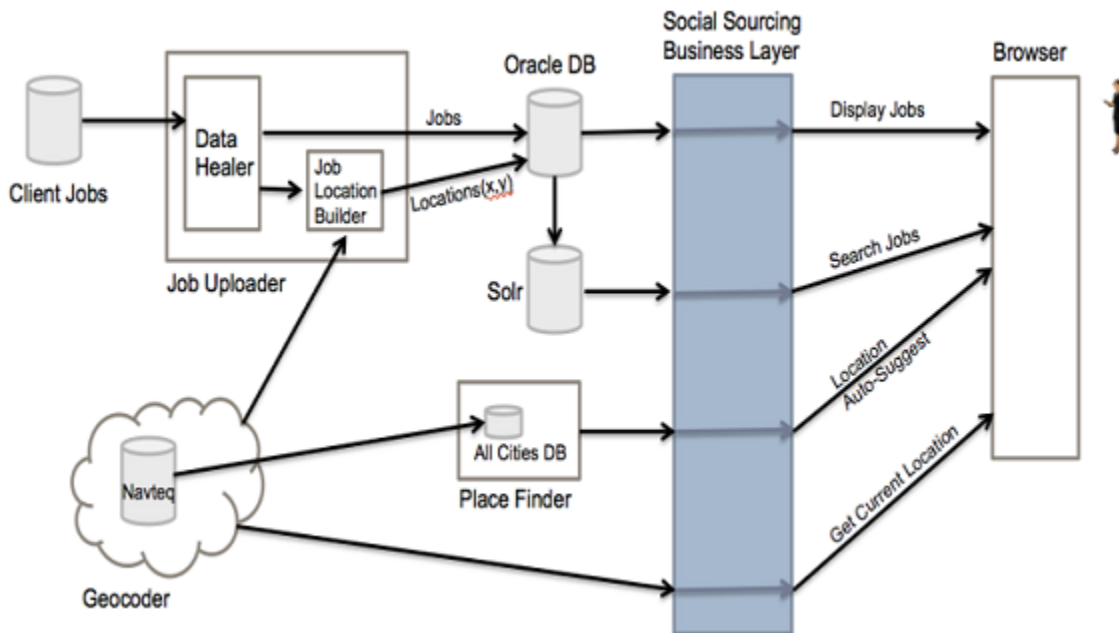 Social Sourcing
Business Layer
Oracle DB
Browser
Client Jobs
Data
Healer
Job
Location
Builder
Job Uploader
Jobs
Locations(x,y)
Display Jobs
Solr
Search Jobs
Location
Auto-Suggest
All Cities DB
Place Finder
Navteq
Geocoder
Get Current Location